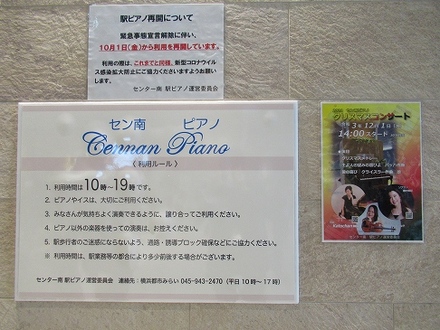 駅ピアノ再開について
緊急事態宣言解除に伴い、
10月1日(金)から利用を再開しています。
利用の際は、これまでと同様、新型コロナウイルス感染拡大防止にご協力くださいますようお願いします。
センター南 駅ピアノ運営委員会
セン南 ピアノ
Cennan Piano
〈 利用ルール 〉
1. 利用時間は10時～19時です。
2. ピアノやイスは、大切にご利用ください。
3. みなさんが気持ちよく演奏できるように、譲り合ってご利用ください。
4. ピアノ以外の楽器を使っての演奏は、お控えください。
5. 駅歩行者のご迷惑にならないよう、通路・誘導ブロック確保などにご協力ください。
※ 利用時間は、駅業務等の都合により多少前後する場合がございます。
センター南 駅ピアノ運営委員会 連絡先：横浜都市みらい 045-943-2470（平日 10時～17時）
クリスマスコンサート
3年12月1日
14:00スタート